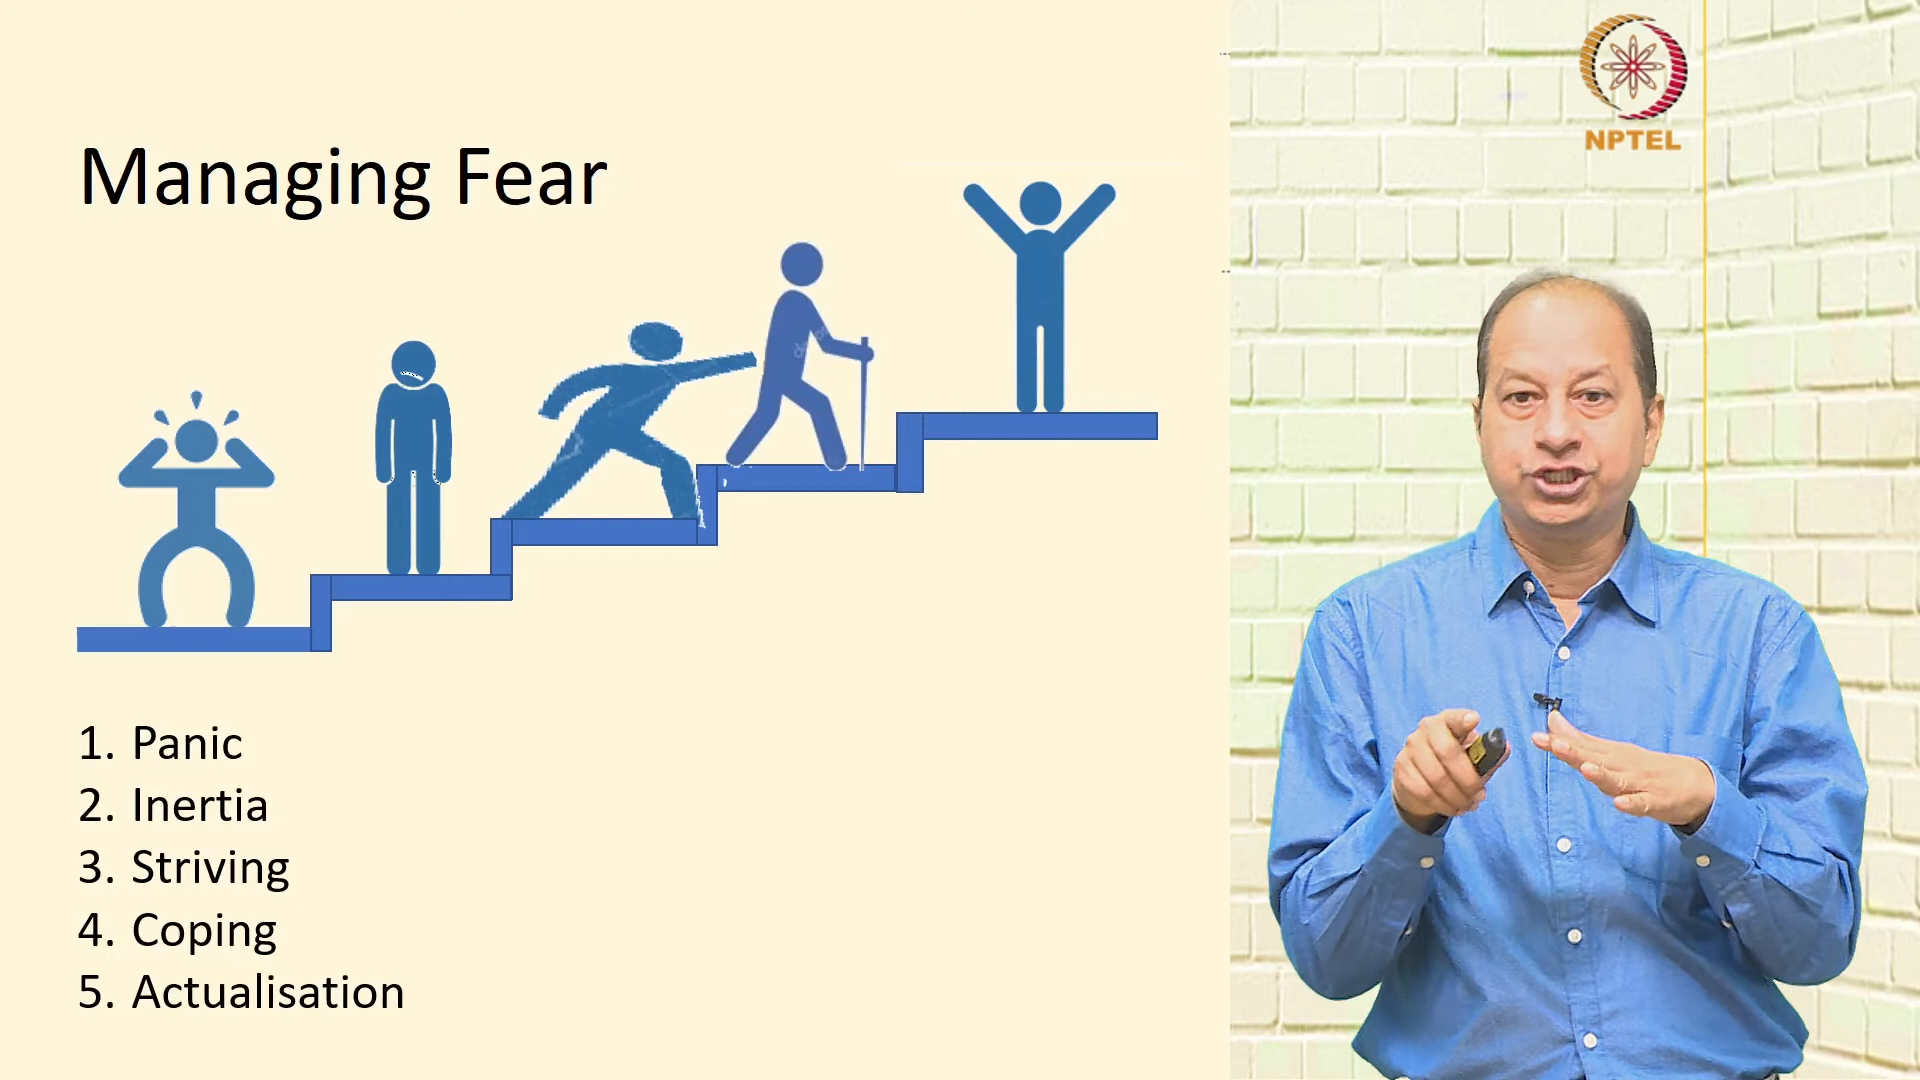 NPTEL
Managing Fear
1. Panic
2. Inertia
3. Striving
4. Coping
5. Actualisation